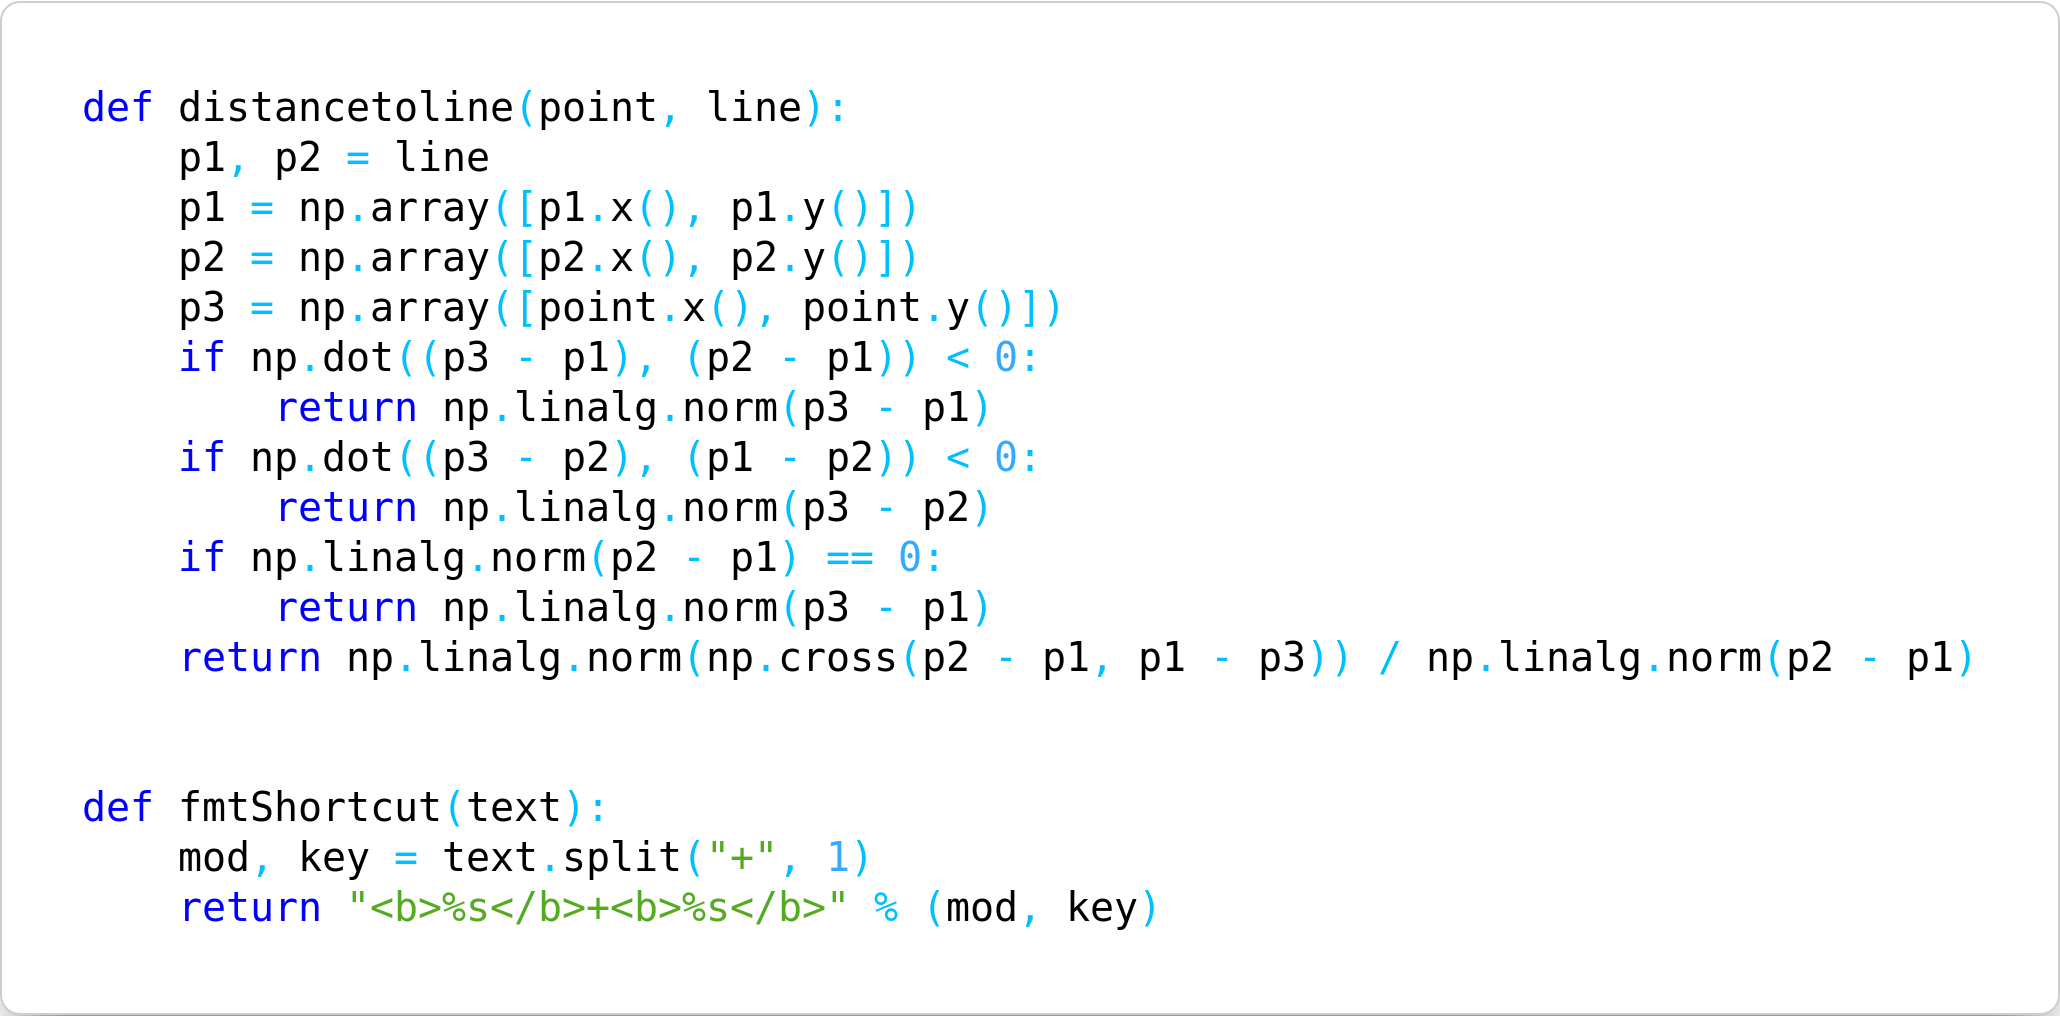 def distancetoline(point, line):
    p1, p2 = line
    p1 = np.array([p1.x(), p1.y()])
    p2 = np.array([p2.x(), p2.y()])
    p3 = np.array([point.x(), point.y()])
    if np.dot((p3 - p1), (p2 - p1)) < 0:
        return np.linalg.norm(p3 - p1)
    if np.dot((p3 - p2), (p1 - p2)) < 0:
        return np.linalg.norm(p3 - p2)
    if np.linalg.norm(p2 - p1) == 0:
        return np.linalg.norm(p3 - p1)
    return np.linalg.norm(np.cross(p2 - p1, p1 - p3)) / np.linalg.norm(p2 - p1)


def fmtShortcut(text):
    mod, key = text.split("+", 1)
    return "<b>%s</b>+<b>%s</b>" % (mod, key)